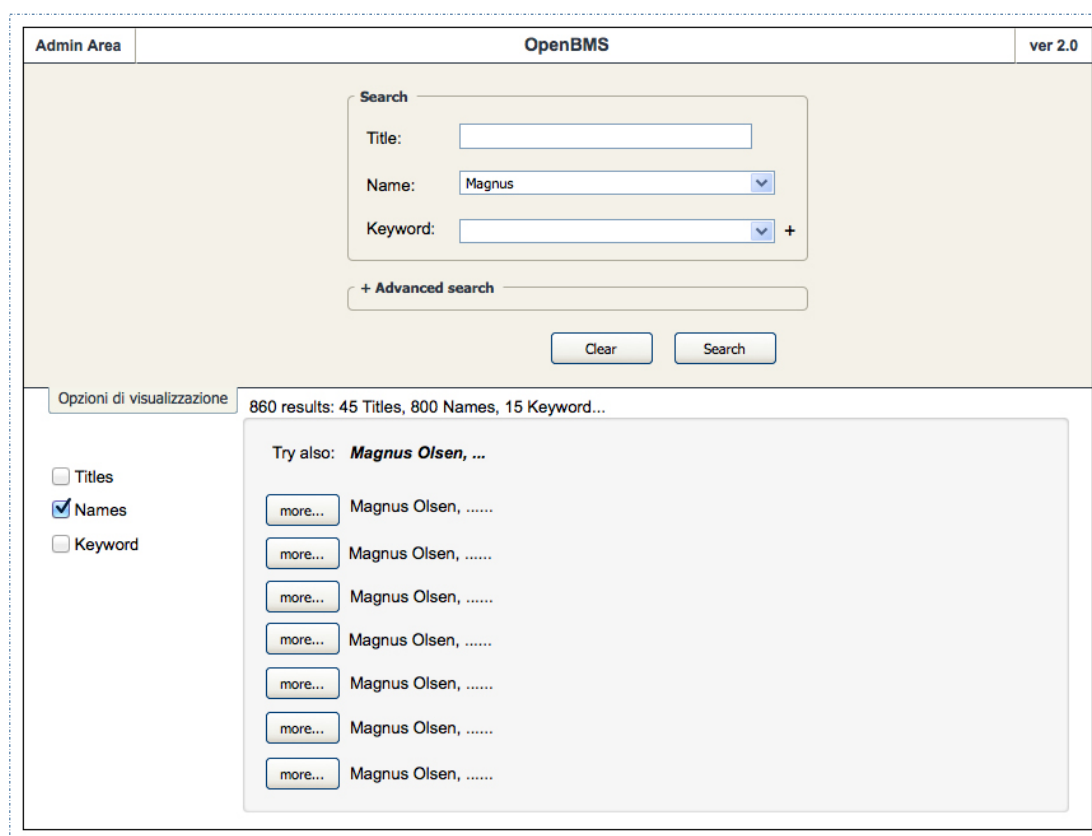 Admin Area OpenBMS ver 2.0
Search
Title:
Name: Magnus
Keyword: +
+ Advanced search
Clear Search
Opzioni di visualizzazione
860 results: 45 Titles, 800 Names, 15 Keyword...
Titles
Names
Keyword
Try also: Magnus Olsen, ...
more... Magnus Olsen, ......
more... Magnus Olsen, ......
more... Magnus Olsen, ......
more... Magnus Olsen, ......
more... Magnus Olsen, ......
more... Magnus Olsen, ......
more... Magnus Olsen, ......